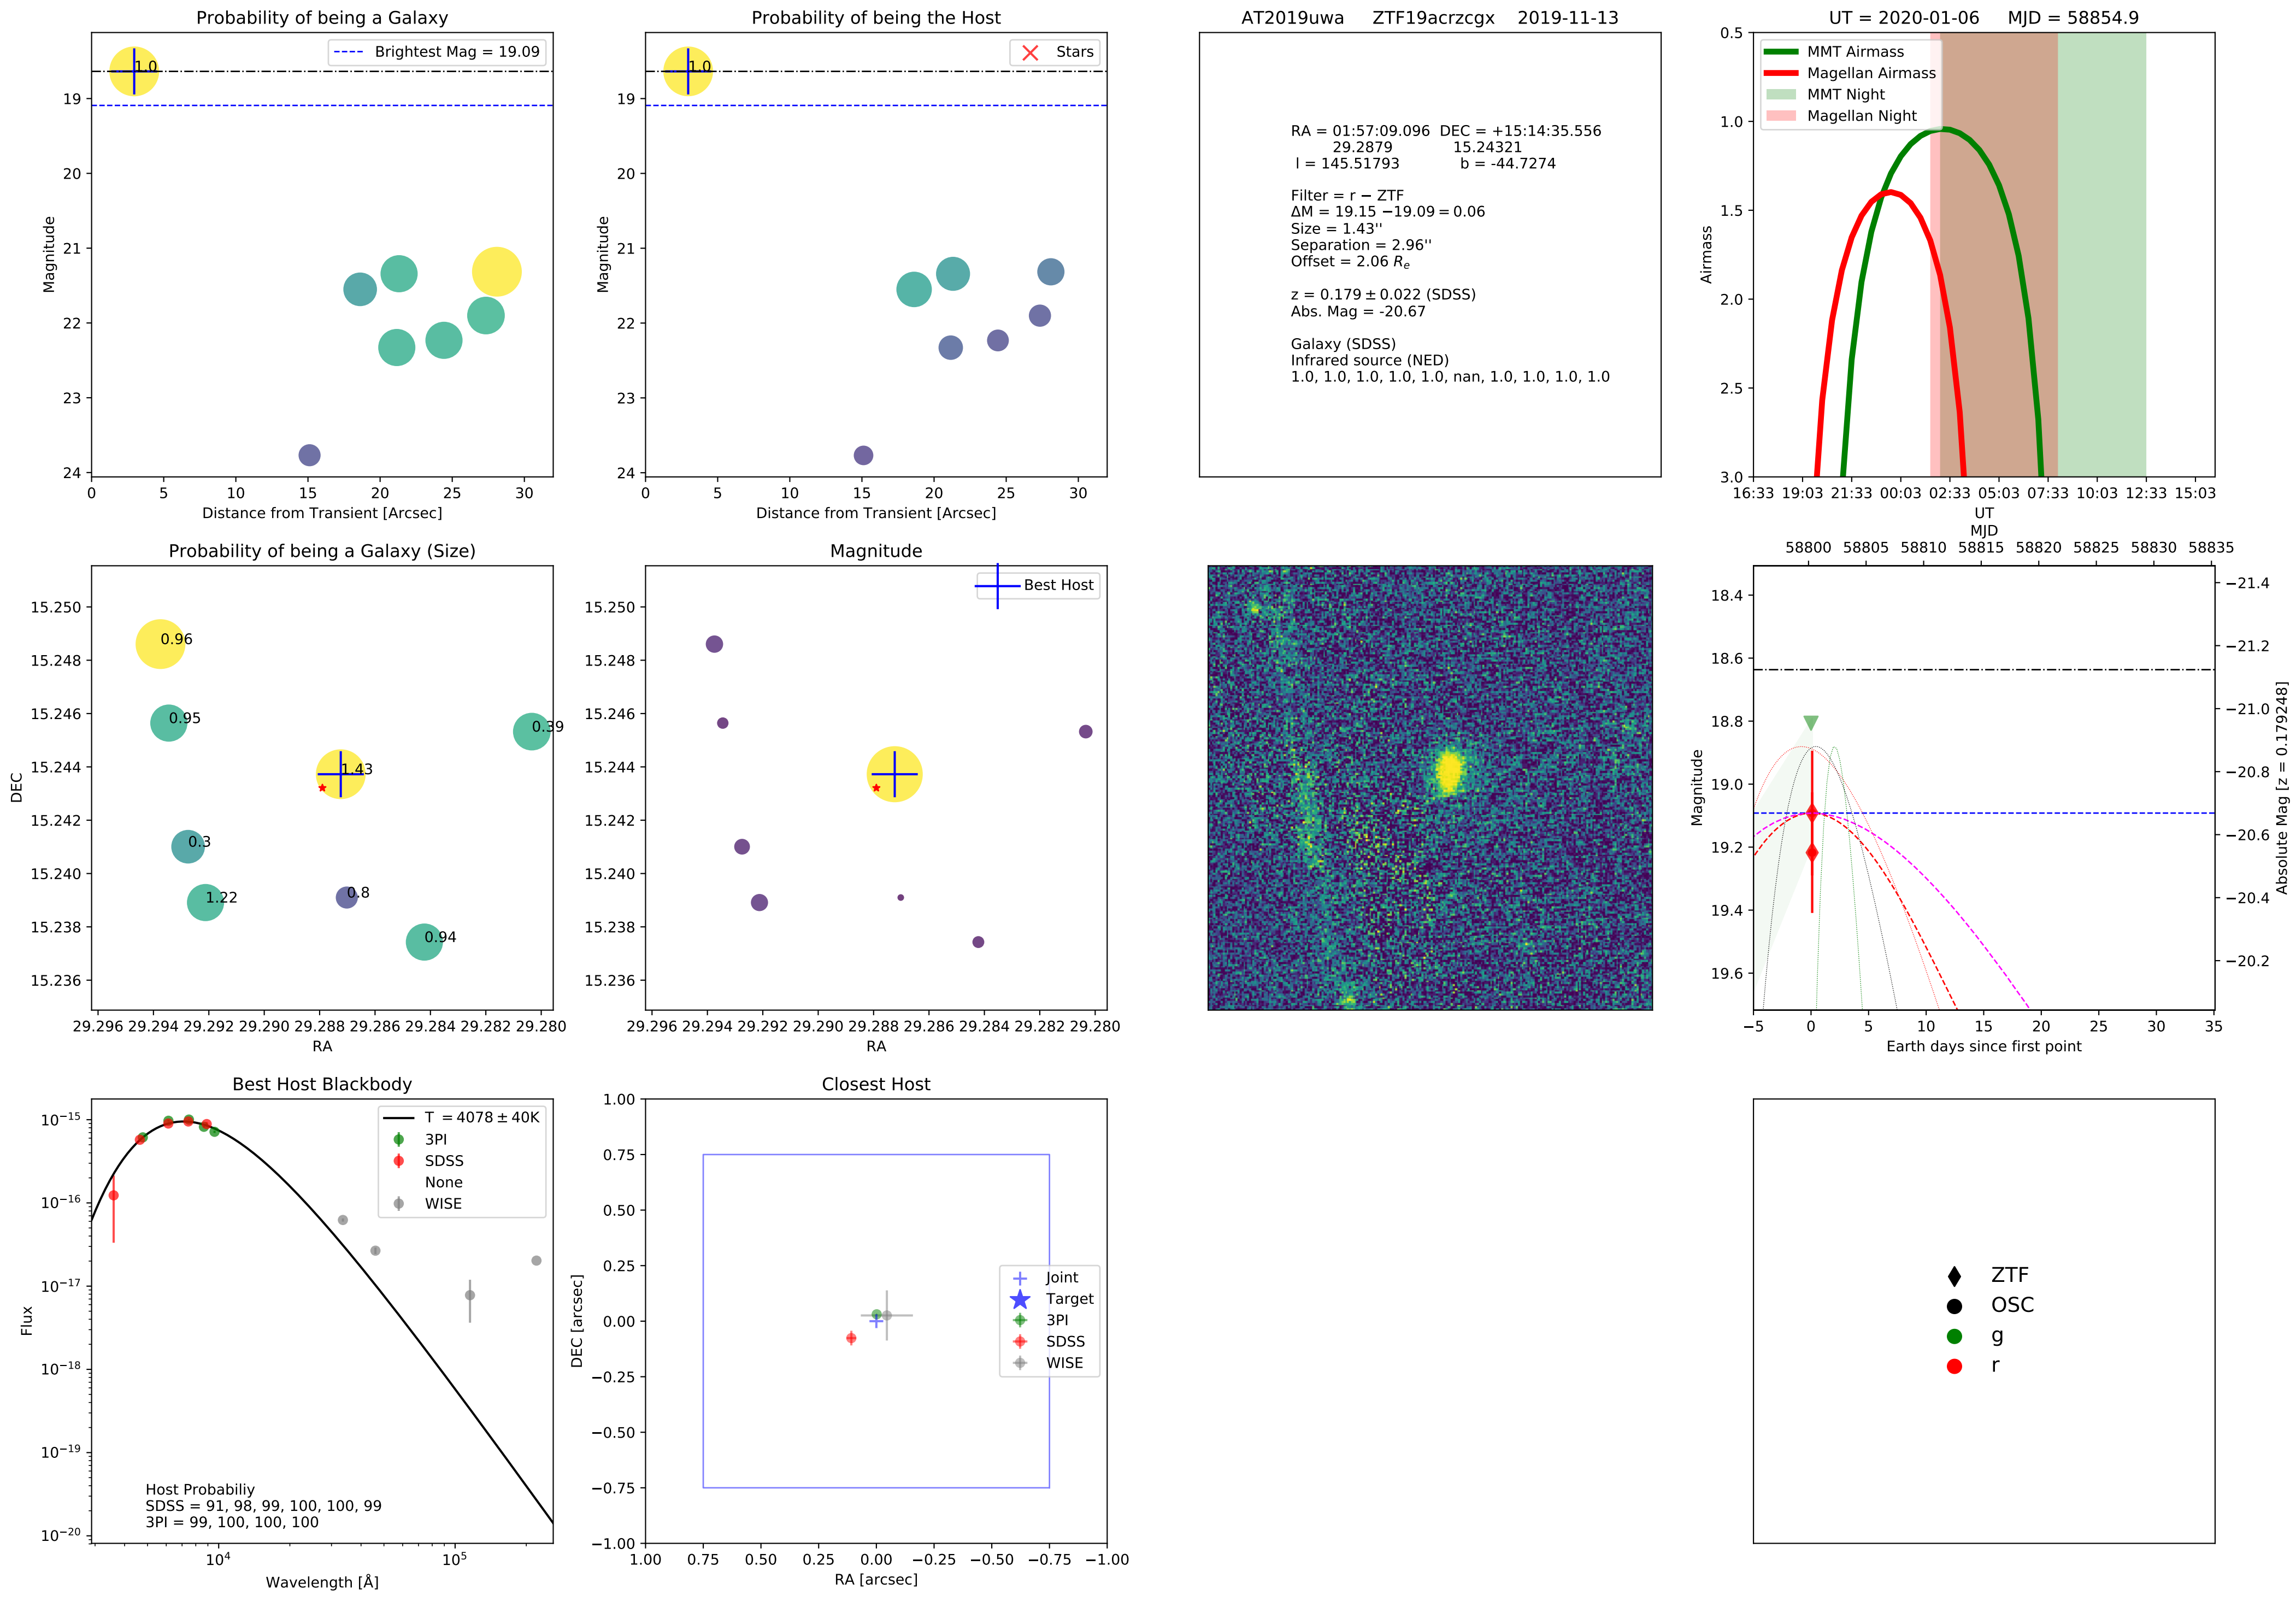 Probability of being a Galaxy
Brightest Mag = 19.09
1.0
19
20
21
22
23
24
Magnitude
0 5 10 15 20 25 30
Distance from Transient [Arcsec]
Probability of being the Host
Stars
1.0
19
20
21
22
23
24
Magnitude
0 5 10 15 20 25 30
Distance from Transient [Arcsec]
AT2019uwa ZTF19acrzcgx 2019-11-13
RA = 01:57:09.096 DEC = +15:14:35.556
29.2879 15.24321
l = 145.51793 b = -44.7274
Filter = r − ZTF
ΔM = 19.15 −19.09 = 0.06
Size = 1.43''
Separation = 2.96''
Offset = 2.06 Re
z = 0.179 ± 0.022 (SDSS)
Abs. Mag = -20.67
Galaxy (SDSS)
Infrared source (NED)
1.0, 1.0, 1.0, 1.0, 1.0, nan, 1.0, 1.0, 1.0, 1.0
UT = 2020-01-06 MJD = 58854.9
MMT Airmass
Magellan Airmass
MMT Night
Magellan Night
0.5
1.0
1.5
2.0
2.5
3.0
Airmass
16:33 19:03 21:33 00:03 02:33 05:03 07:33 10:03 12:33 15:03
UT
Probability of being a Galaxy (Size)
15.250
15.248
15.246
15.244
15.242
15.240
15.238
15.236
DEC
0.96
0.95
0.39
1.43
0.3
1.22
0.8
0.94
29.296 29.294 29.292 29.290 29.288 29.286 29.284 29.282 29.280
RA
Magnitude
Best Host
15.250
15.248
15.246
15.244
15.242
15.240
15.238
15.236
29.296 29.294 29.292 29.290 29.288 29.286 29.284 29.282 29.280
RA
MJD
58800 58805 58810 58815 58820 58825 58830 58835
18.4
18.6
18.8
19.0
19.2
19.4
19.6
Magnitude
−21.4
−21.2
−21.0
−20.8
−20.6
−20.4
−20.2
Absolute Mag [z = 0.179248]
−5 0 5 10 15 20 25 30 35
Earth days since first point
Best Host Blackbody
T = 4078 ± 40K
3PI
SDSS
None
WISE
10−15
10−16
10−17
10−18
10−19
10−20
Flux
Host Probabiliy
SDSS = 91, 98, 99, 100, 100, 99
3PI = 99, 100, 100, 100
104 105
Wavelength [Å]
Closest Host
1.00
0.75
0.50
0.25
0.00
−0.25
−0.50
−0.75
−1.00
DEC [arcsec]
Joint
Target
3PI
SDSS
WISE
1.00 0.75 0.50 0.25 0.00 −0.25 −0.50 −0.75 −1.00
RA [arcsec]
ZTF
OSC
g
r